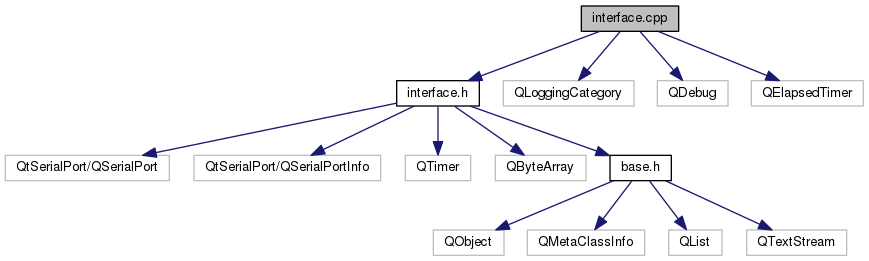 interface.cpp
interface.h
QLoggingCategory
QDebug
QElapsedTimer
QtSerialPort/QSerialPort
QtSerialPort/QSerialPortInfo
QTimer
QByteArray
base.h
QObject
QMetaClassInfo
QList
QTextStream